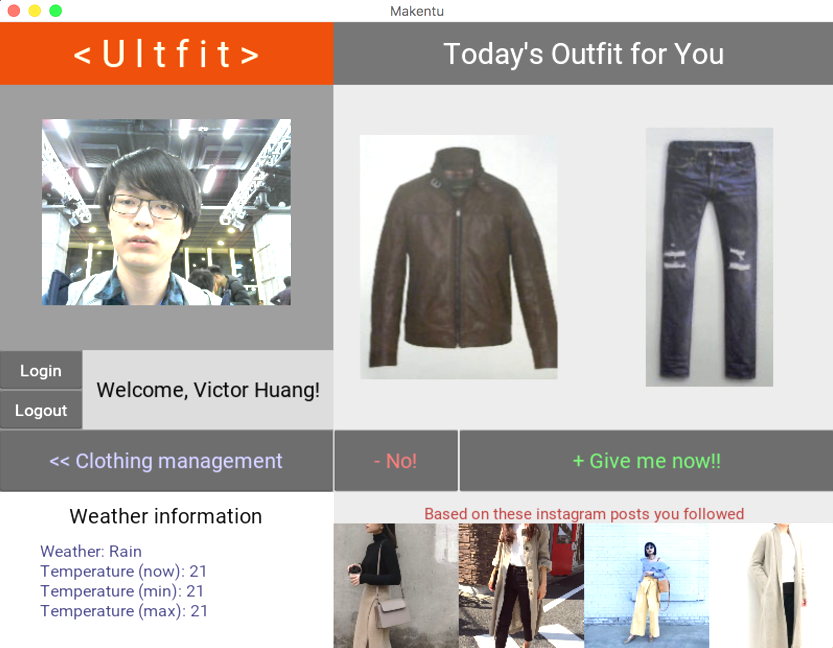 Makentu
< U l t f i t >
Today's Outfit for You
Login
Logout
Welcome, Victor Huang!
<< Clothing management
- No!
+ Give me now!!
Weather information
Weather: Rain
Temperature (now): 21
Temperature (min): 21
Temperature (max): 21
Based on these instagram posts you followed